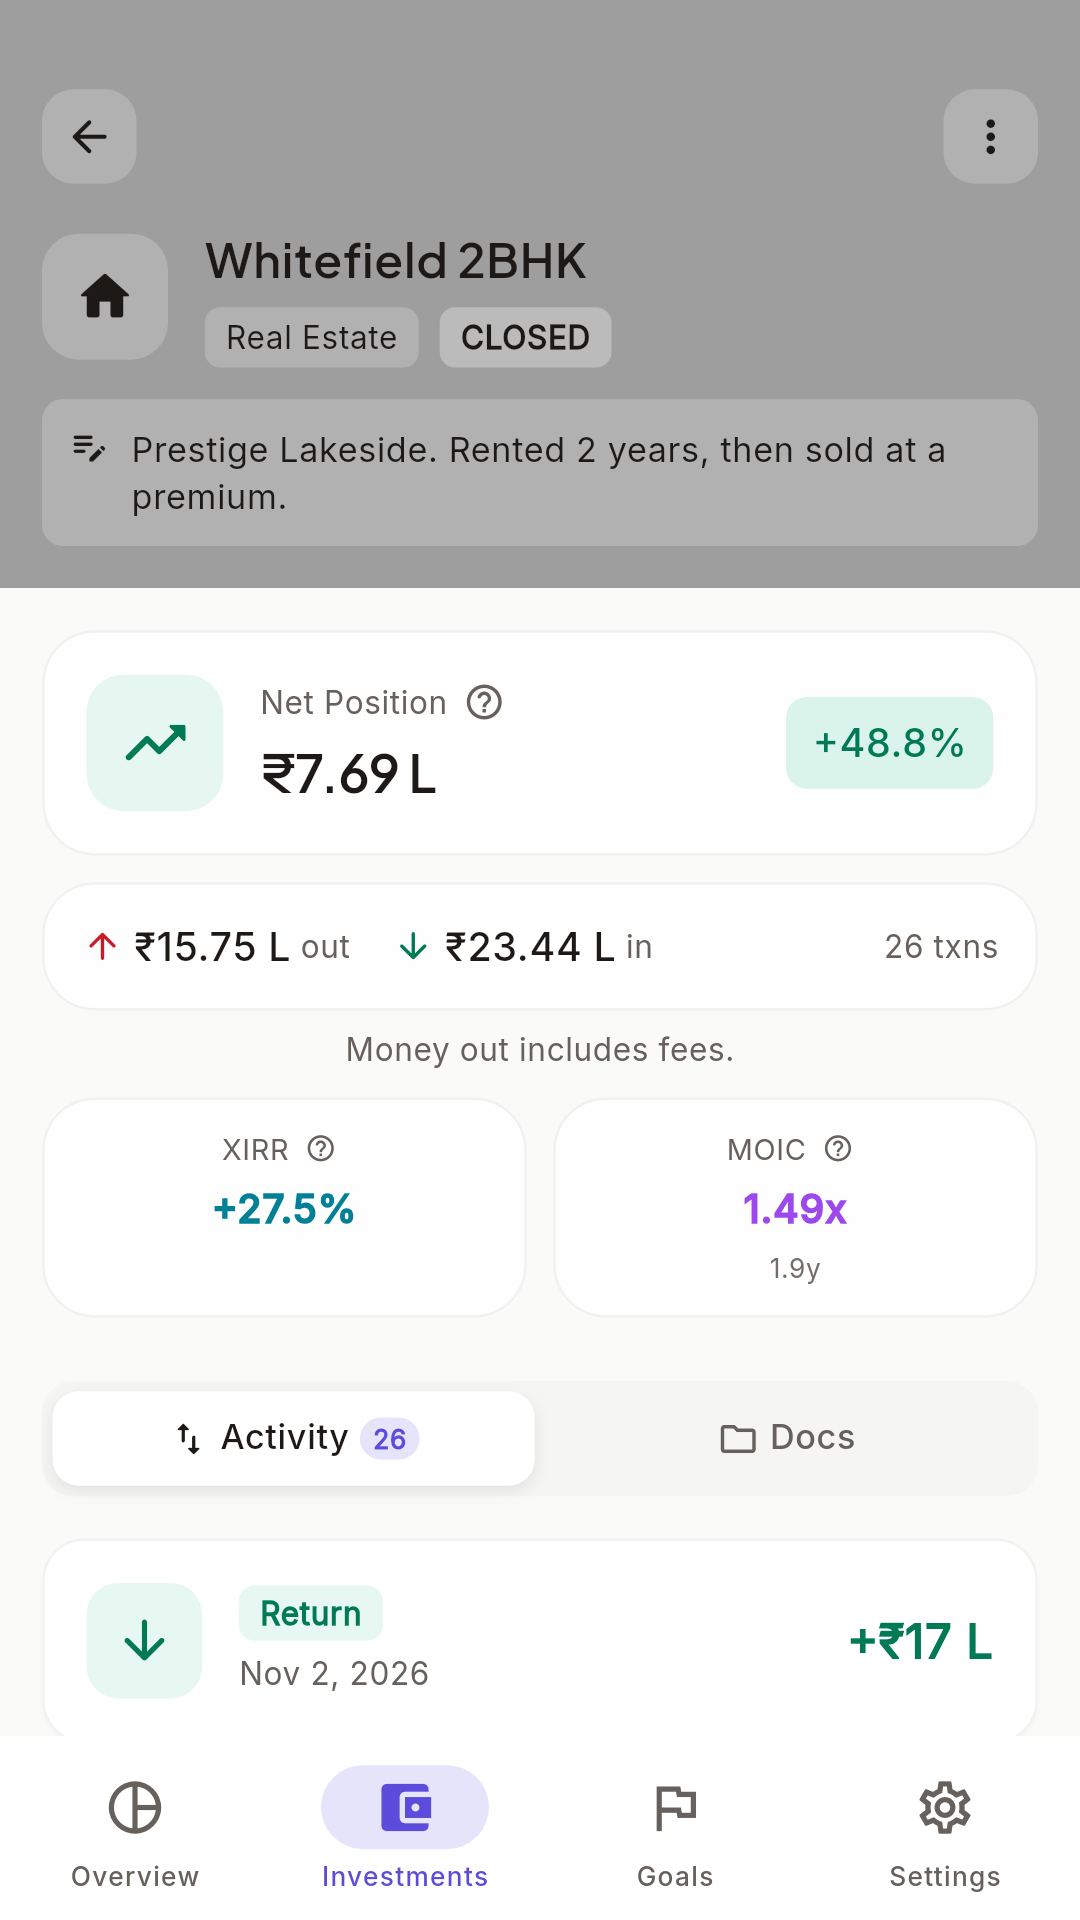 Whitefield 2BHK
Real Estate
CLOSED
Prestige Lakeside. Rented 2 years, then sold at a
premium.
Net Position
₹7.69 L
+48.8%
₹15.75 L out
₹23.44 L in
26 txns
Money out includes fees.
XIRR
+27.5%
MOIC
1.49x
1.9y
Activity 26
Docs
Return
Nov 2, 2026
+₹17 L
Overview
Investments
Goals
Settings